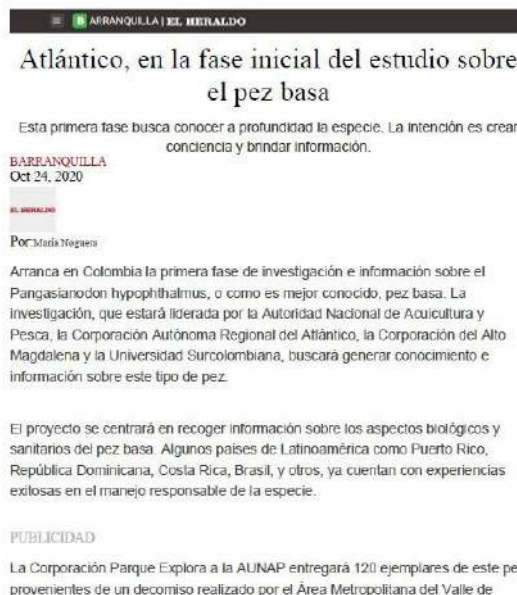 B ARRANQUILLA | EL HERALDO
Atlántico, en la fase inicial del estudio sobre
el pez basa
Esta primera fase busca conocer a profundidad la especie. La intención es crear
conciencia y brindar información.
BARRANQUILLA
Oct 24, 2020
EL HERALDO
Por: María Noguera
Arranca en Colombia la primera fase de investigación e información sobre el
Pangasianodon hypophthalmus, o como es mejor conocido, pez basa. La
investigación, que estará liderada por la Autoridad Nacional de Acuicultura y
Pesca, la Corporación Autónoma Regional del Atlántico, la Corporación del Alto
Magdalena y la Universidad Surcolombiana, buscará generar conocimiento e
información sobre este tipo de pez.
El proyecto se centrará en recoger información sobre los aspectos biológicos y
sanitarios del pez basa. Algunos países de Latinoamérica como Puerto Rico,
República Dominicana, Costa Rica, Brasil, y otros, ya cuentan con experiencias
exitosas en el manejo responsable de la especie.
PUBLICIDAD
La Corporación Parque Explora a la AUNAP entregará 120 ejemplares de este pe
provenientes de un decomiso realizado por el Área Metropolitana del Valle de